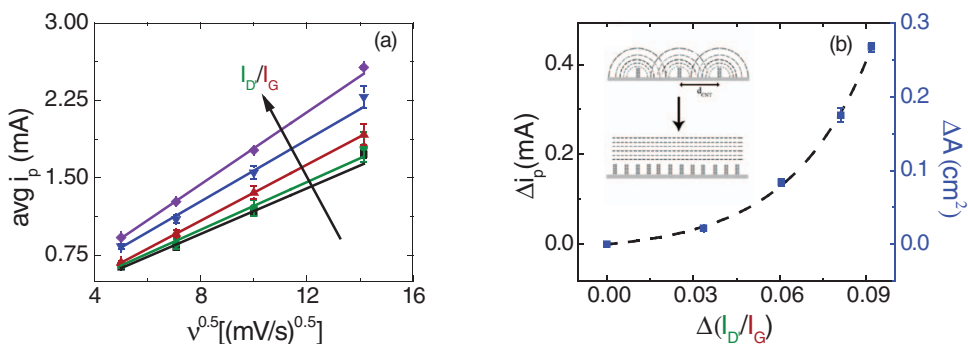 3.00
2.25
1.50
0.75
avg iₚ (mA)
(a)
I_D/I_G
4 8 12 16
ν^0.5[(mV/s)^0.5]
0.4
0.2
0.0
Δiₚ(mA)
(b)
0.3
0.2
0.1
0.0
ΔA (cm²)
0.00 0.03 0.06 0.09
Δ(I_D/I_G)